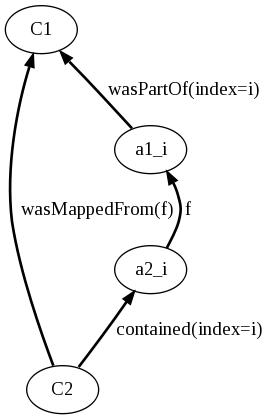 C1
wasPartOf(index=i)
a1_i
wasMappedFrom(f)
f
a2_i
contained(index=i)
C2